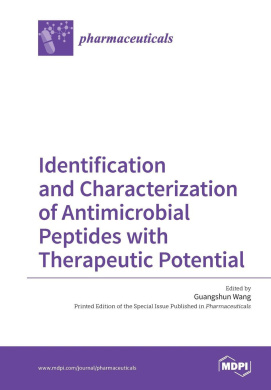 pharmaceuticals
Identification
and Characterization
of Antimicrobial
Peptides with
Therapeutic Potential
Edited by
Guangshun Wang
Printed Edition of the Special Issue Published in Pharmaceuticals
www.mdpi.com/journal/pharmaceuticals
MDPI